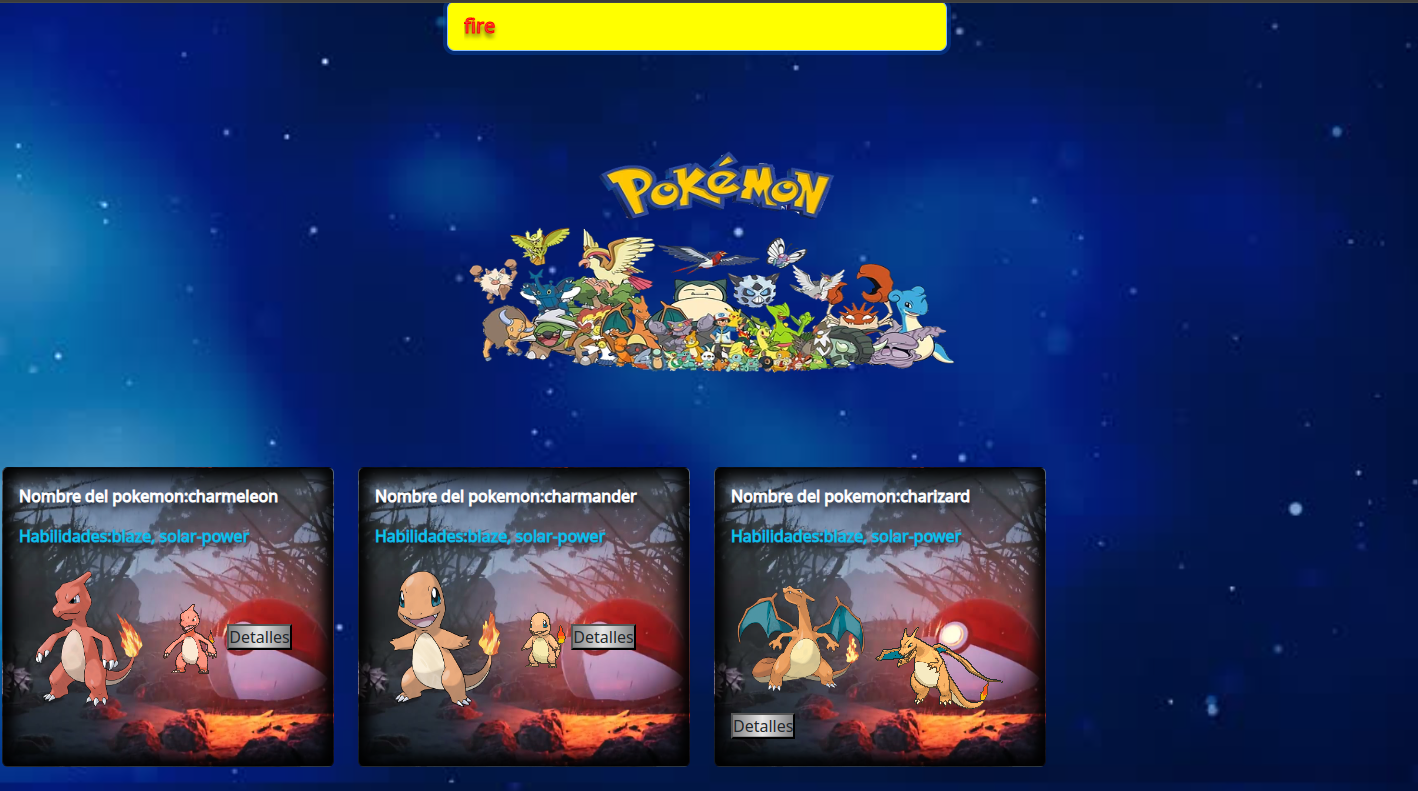 fire
POKéMON
Nombre del pokemon:charmeleon
Habilidades:blaze, solar-power
Detalles
Nombre del pokemon:charmander
Habilidades:blaze, solar-power
Detalles
Nombre del pokemon:charizard
Habilidades:blaze, solar-power
Detalles